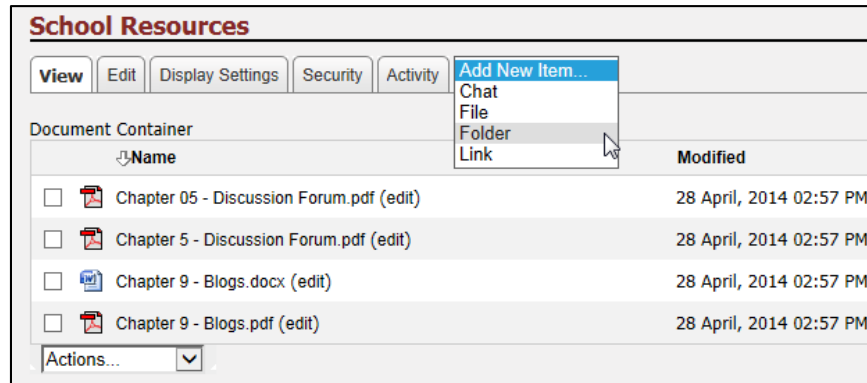 School Resources
View Edit Display Settings Security Activity Add New Item...
Chat
File
Folder
Link
Document Container
Name Modified
Chapter 05 - Discussion Forum.pdf (edit) 28 April, 2014 02:57 PM
Chapter 5 - Discussion Forum.pdf (edit) 28 April, 2014 02:57 PM
Chapter 9 - Blogs.docx (edit) 28 April, 2014 02:57 PM
Chapter 9 - Blogs.pdf (edit) 28 April, 2014 02:57 PM
Actions...